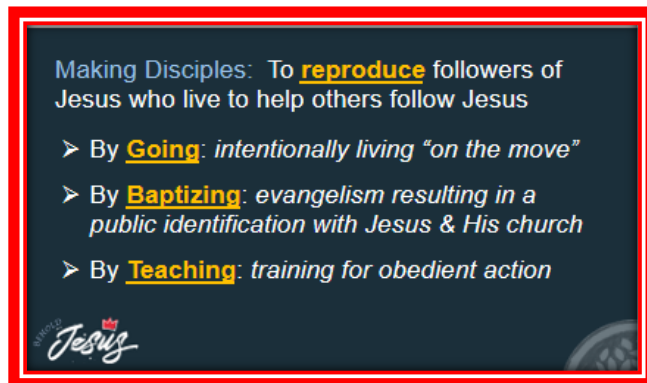 Making Disciples: To reproduce followers of
Jesus who live to help others follow Jesus
➢ By Going: intentionally living “on the move”
➢ By Baptizing: evangelism resulting in a
public identification with Jesus & His church
➢ By Teaching: training for obedient action
BEHOLD
Jesus